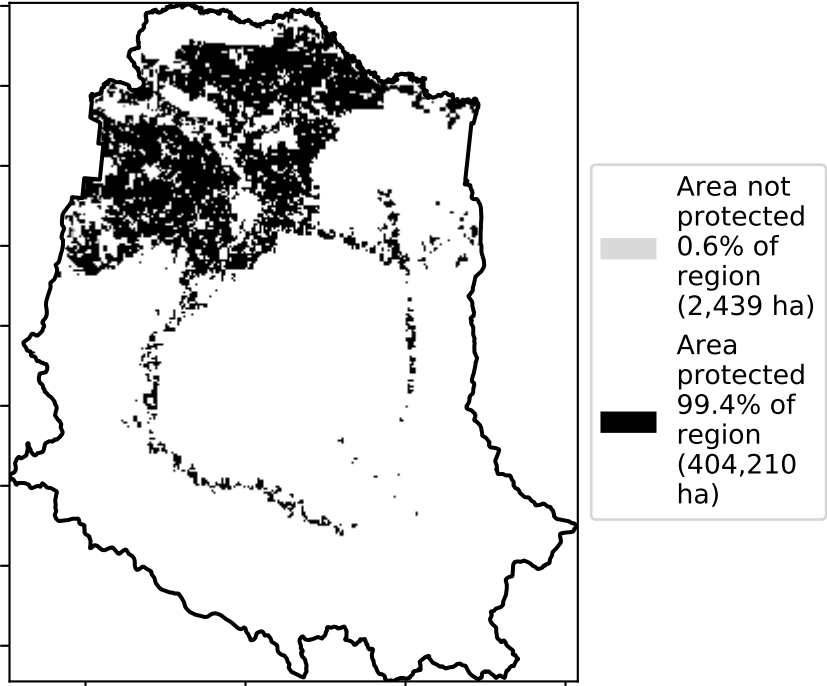 Area not
protected
0.6% of
region
(2,439 ha)
Area
protected
99.4% of
region
(404,210
ha)